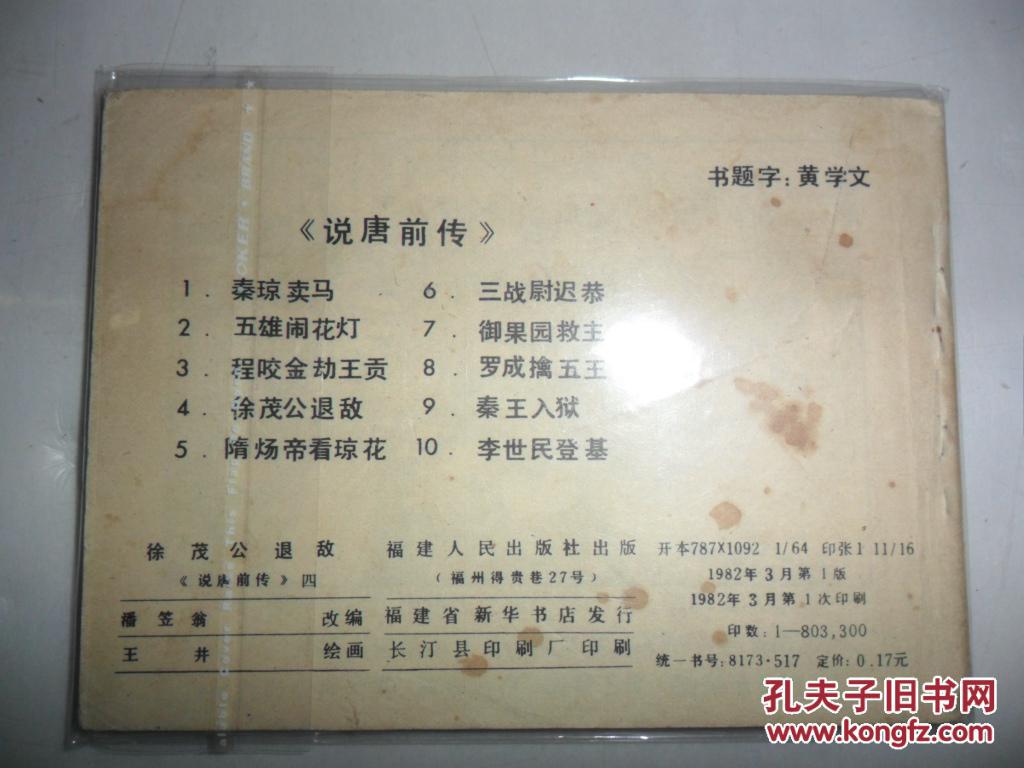 书题字：黄学文
《说唐前传》
1．秦琼卖马
2．五雄闹花灯
3．程咬金劫王贡
4．徐茂公退敌
5．隋炀帝看琼花
6．三战尉迟恭
7．御果园救主
8．罗成擒五王
9．秦王入狱
10．李世民登基
徐茂公退敌
《说唐前传》四
潘笠翁 改编
王井 绘画
福建人民出版社出版
（福州得贵巷27号）
福建省新华书店发行
长汀县印刷厂印刷
开本787×1092 1/64 印张1 11/16
1982年3月第1版
1982年3月第1次印刷
印数：1—803,300
统一书号：8173·517 定价：0.17元
OKER · BRAND
孔夫子旧书网
www.kongfz.com